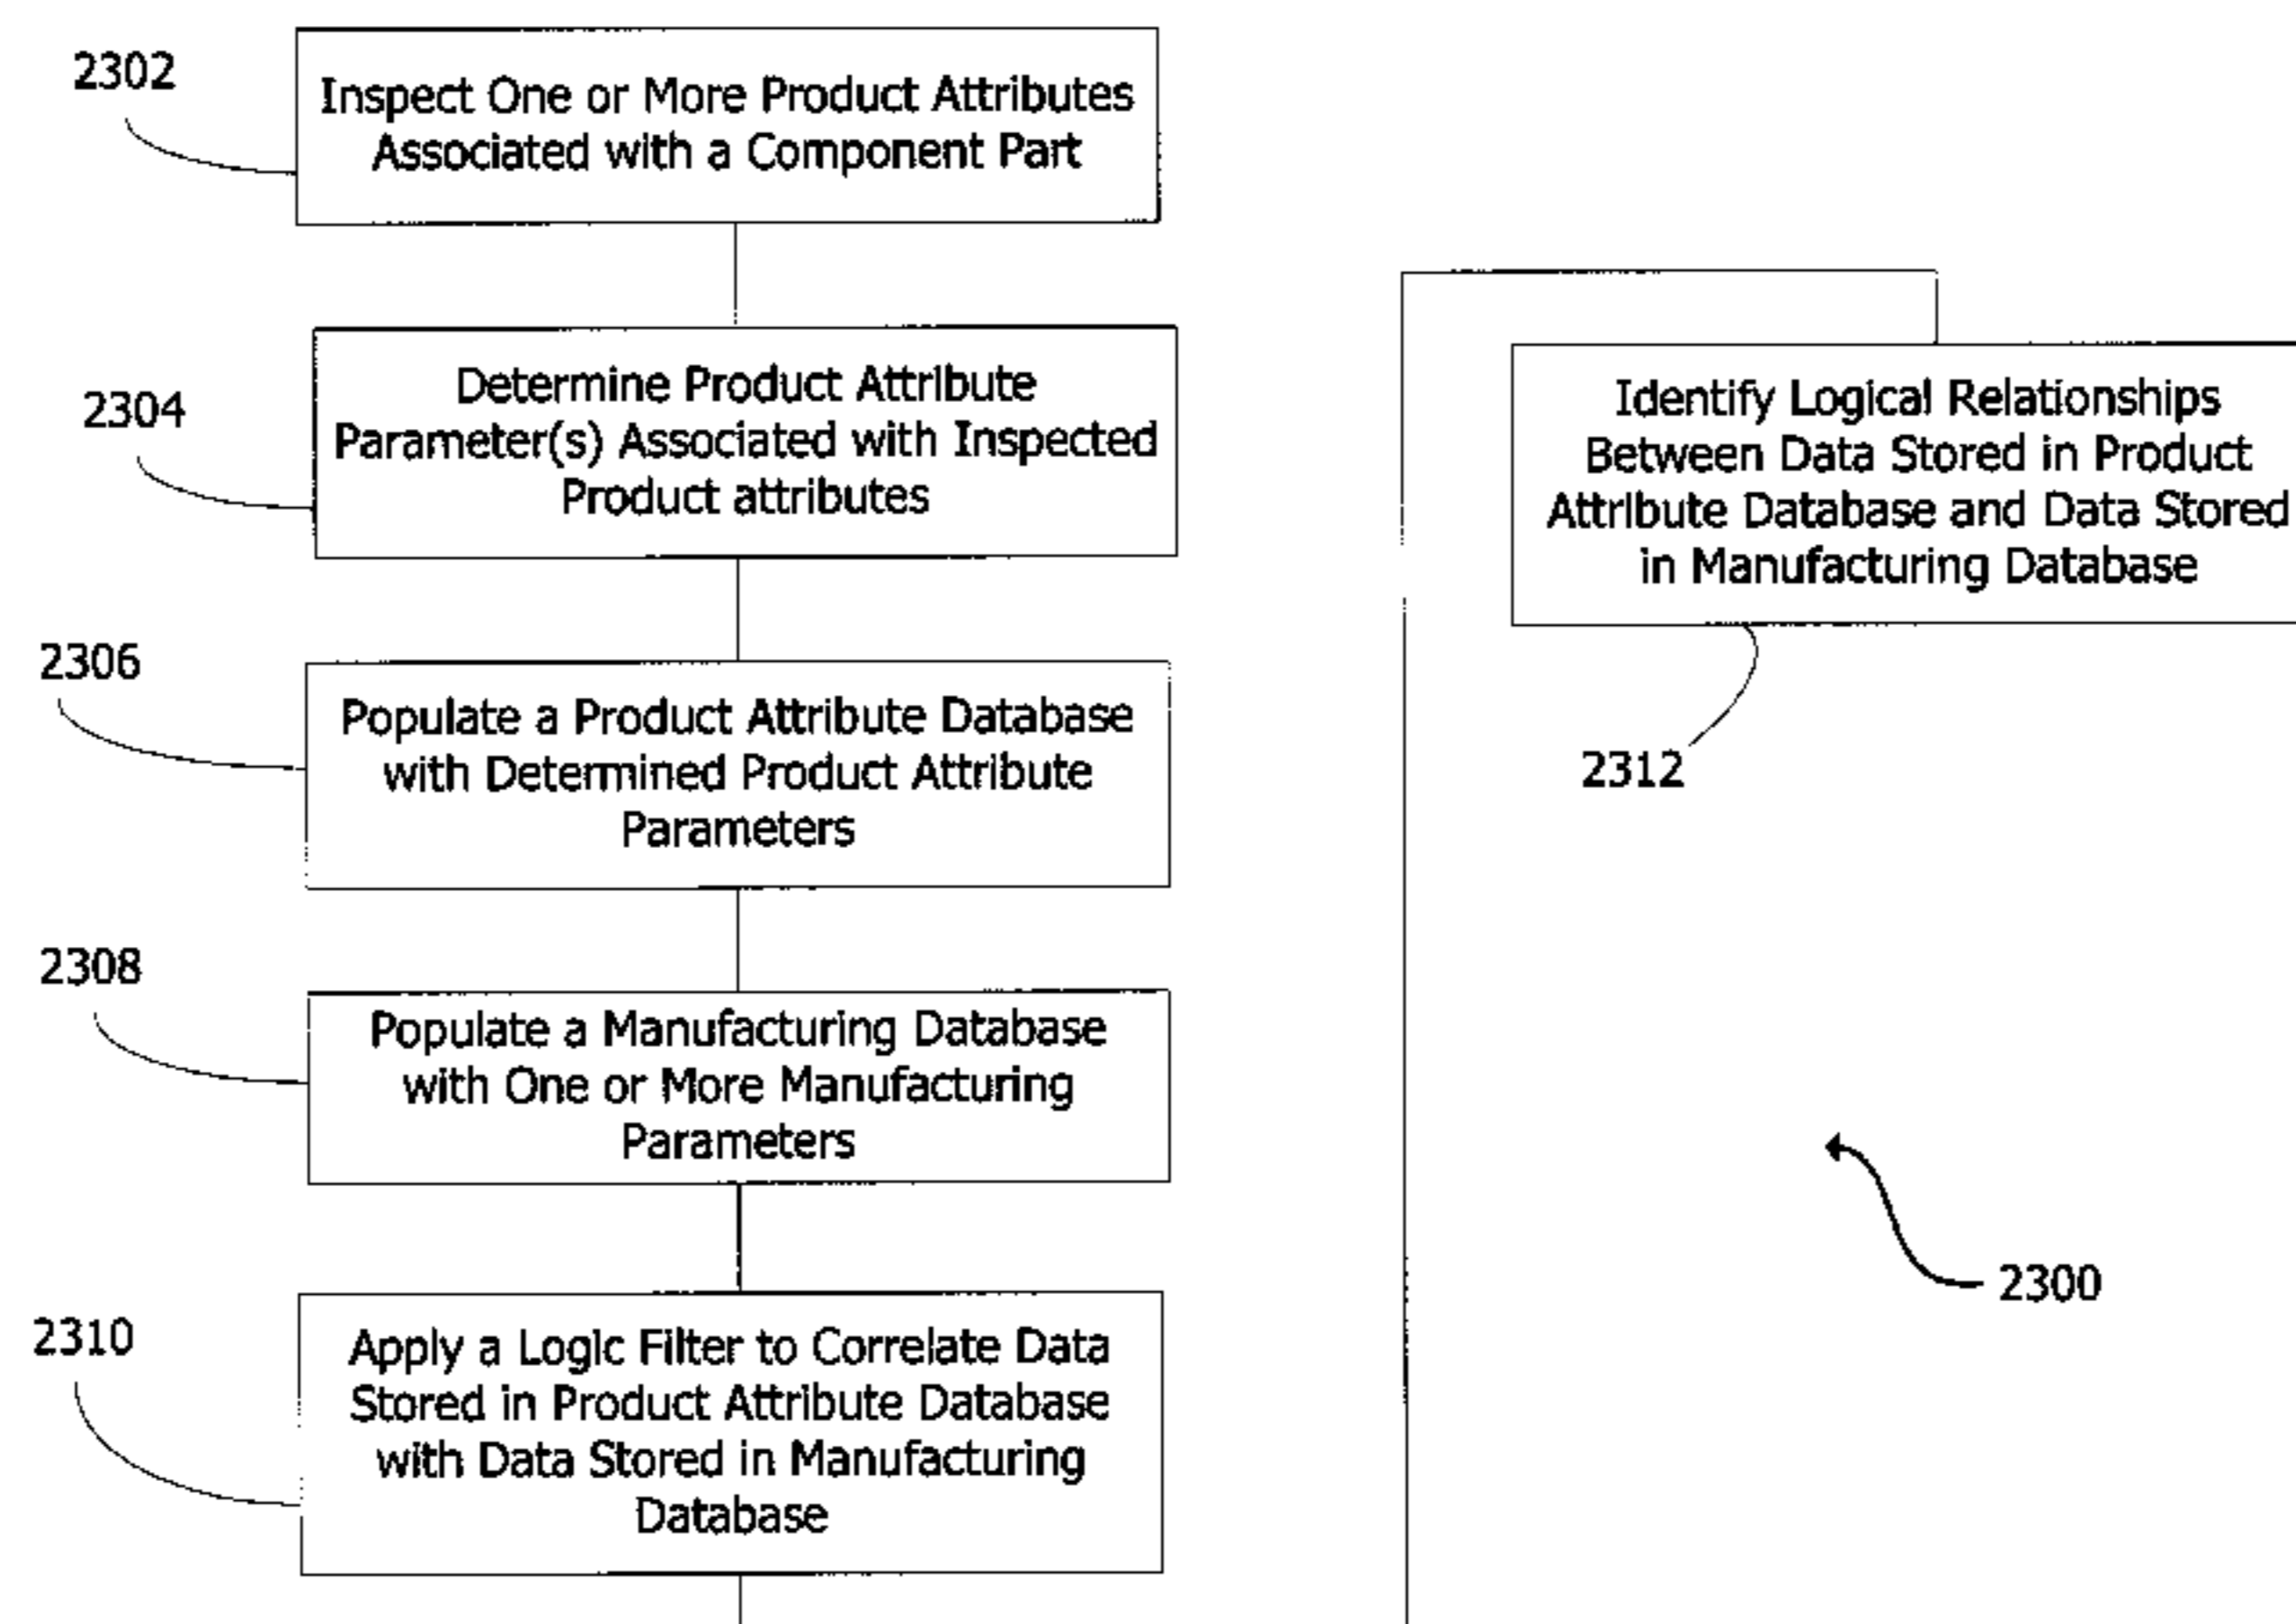 2302
Inspect One or More Product Attributes
Associated with a Component Part
2304
Determine Product Attribute
Parameter(s) Associated with Inspected
Product attributes
2306
Populate a Product Attribute Database
with Determined Product Attribute
Parameters
2308
Populate a Manufacturing Database
with One or More Manufacturing
Parameters
2310
Apply a Logic Filter to Correlate Data
Stored in Product Attribute Database
with Data Stored in Manufacturing
Database
Identify Logical Relationships
Between Data Stored in Product
Attribute Database and Data Stored
in Manufacturing Database
2312
2300